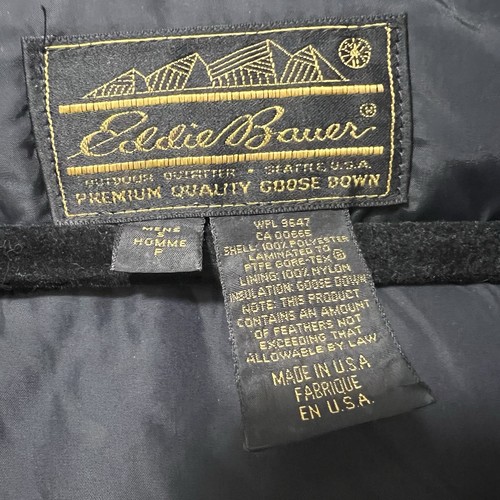 Eddie Bauer®
OUTDOOR OUTFITTER • SEATTLE U.S.A.
PREMIUM QUALITY GOOSE DOWN
MENS
S
HOMME
P
WPL 9647
CA 00665
SHELL: 100% POLYESTER
LAMINATED TO
PTFE GORE-TEX®
LINING: 100% NYLON
INSULATION: GOOSE DOWN
NOTE: THIS PRODUCT
CONTAINS AN AMOUNT
OF FEATHERS NOT
EXCEEDING THAT
ALLOWABLE BY LAW
MADE IN U.S.A.
FABRIQUE
EN U.S.A.